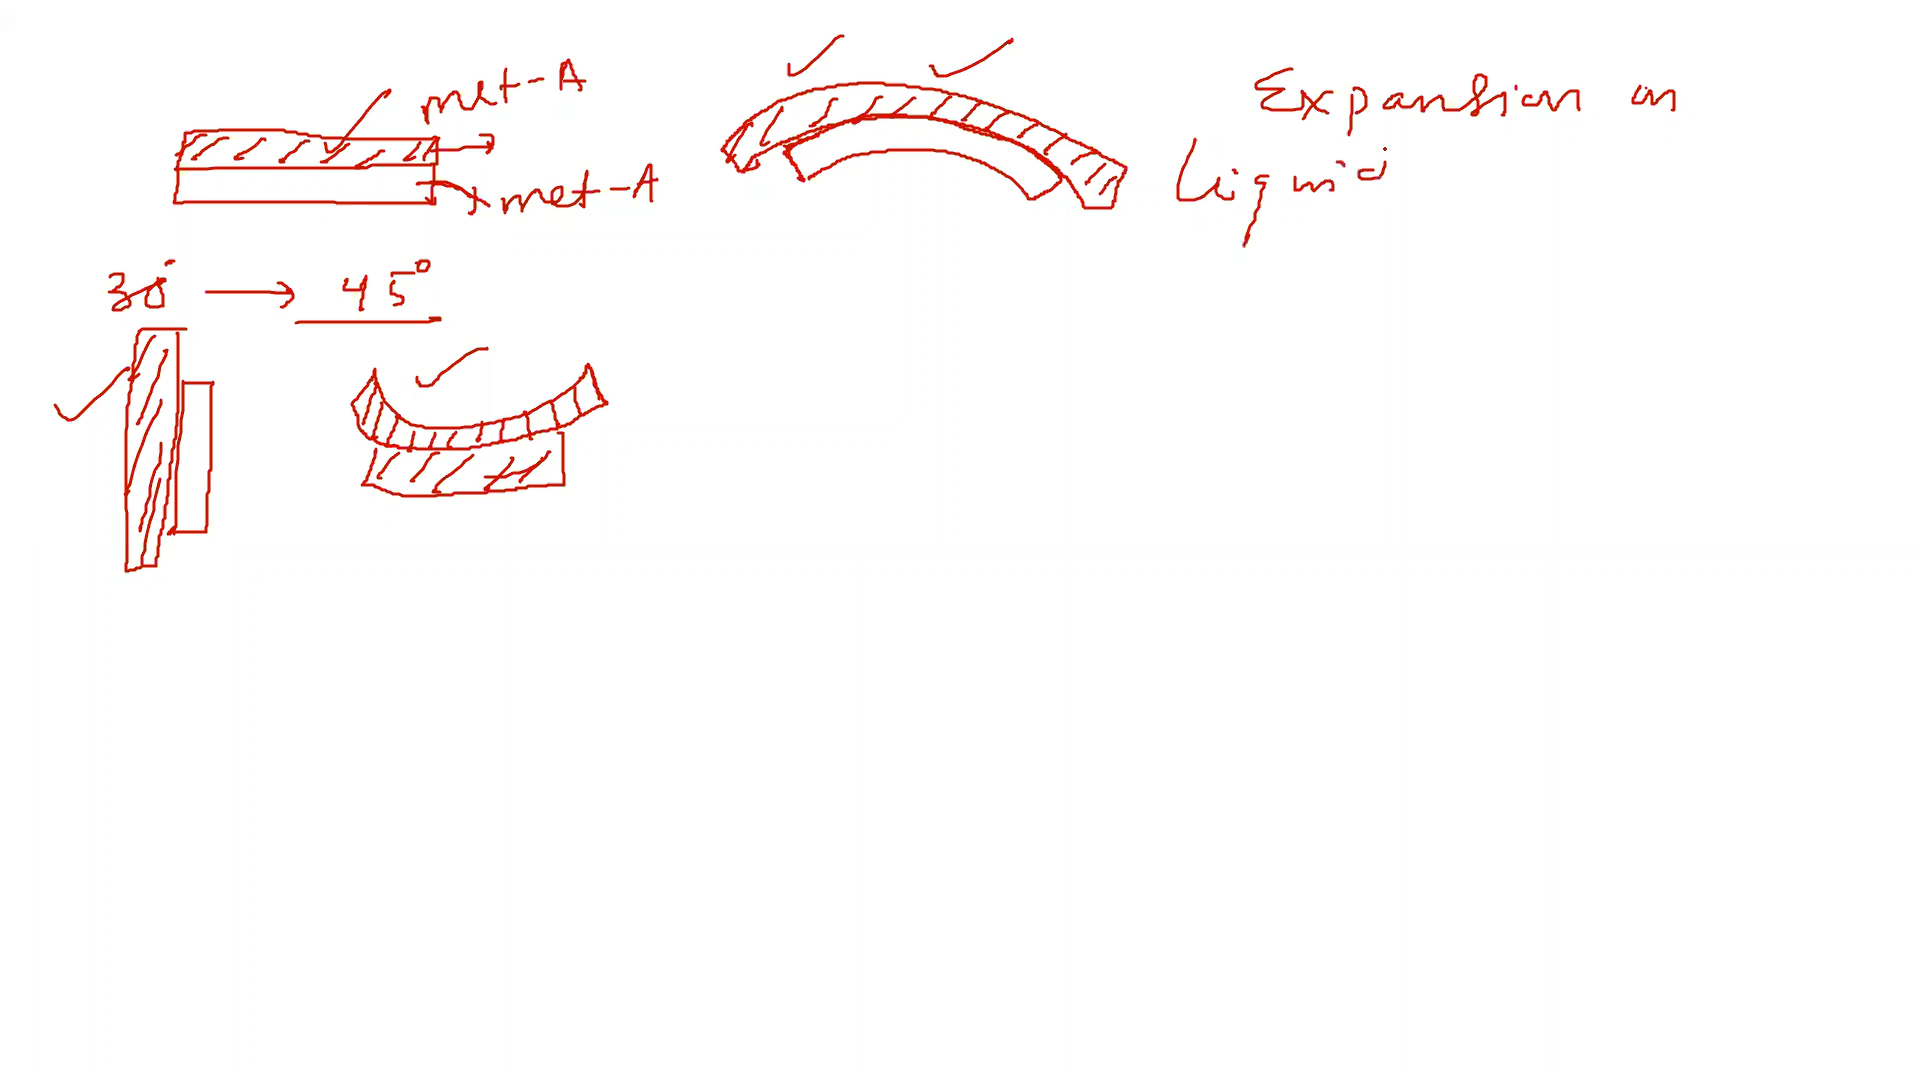 met-A
met-A
30° → 45°
Expansion in
Liquid